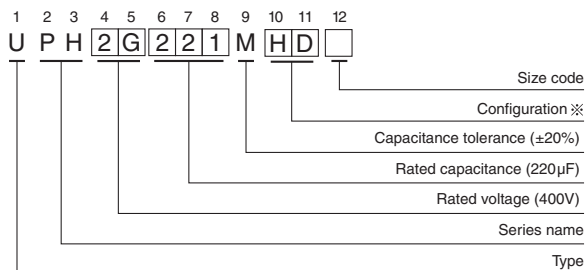 1 2 3 4 5 6 7 8 9 10 11 12
U P H 2 G 2 2 1 M H D
Size code
Configuration ※
Capacitance tolerance (±20%)
Rated capacitance (220µF)
Rated voltage (400V)
Series name
Type